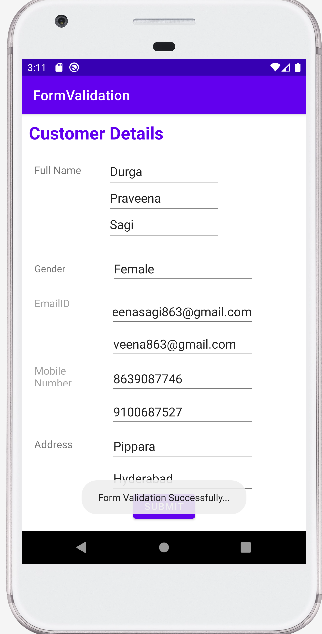 3:11
FormValidation
Customer Details
Full Name Durga
Praveena
Sagi
Gender Female
EmailID eenasagi863@gmail.com
veena863@gmail.com
Mobile Number 8639087746
9100687527
Address Pippara
Hyderabad
Form Validation Successfully...
SUBMIT